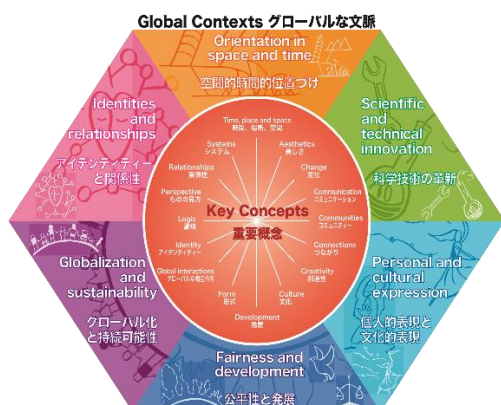 Global Contexts グローバルな文脈
Orientation in
space and time
空間的時間的位置づけ
Identities
and
relationships
アイデンティティー
と関係性
Scientific
and
technical
innovation
科学技術の革新
Time, place and space
時間、場所、空間
Systems
システム
Aesthetics
美しさ
Relationships
関係性
Change
変化
Perspective
ものの見方
Communication
コミュニケーション
Logic
論理
Key Concepts
重要概念
Communities
コミュニティー
Identity
アイデンティティー
Connections
つながり
Global interactions
グローバルな相互作用
Creativity
創造性
Form
形式
Culture
文化
Development
発展
Globalization
and
sustainability
グローバル化
と持続可能性
Personal and
cultural
expression
個人的表現と
文化的表現
Fairness and
development
公平性と発展